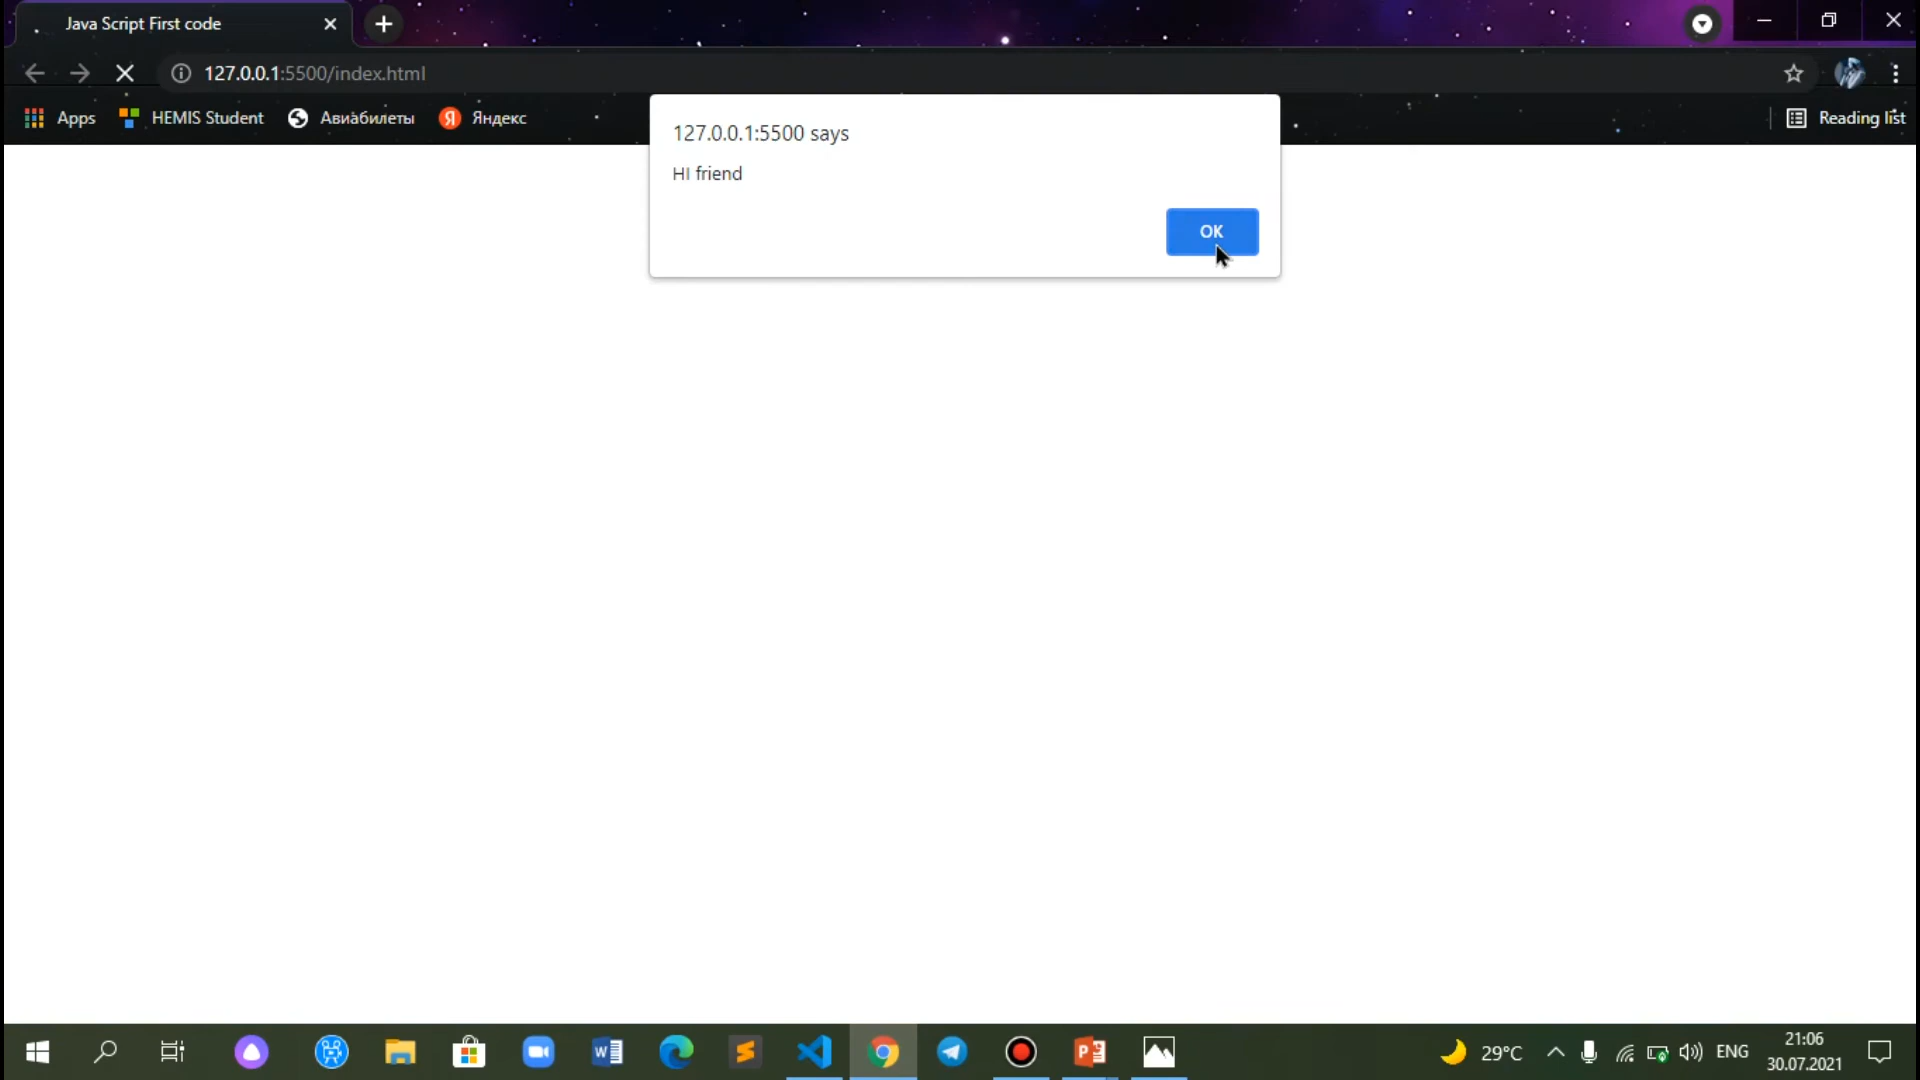 Java Script First code
127.0.0.1:5500/index.html
Apps
HEMIS Student
Авиабилеты
Яндекс
Reading list
127.0.0.1:5500 says
HI friend
OK
29°C
ENG
21:06
30.07.2021